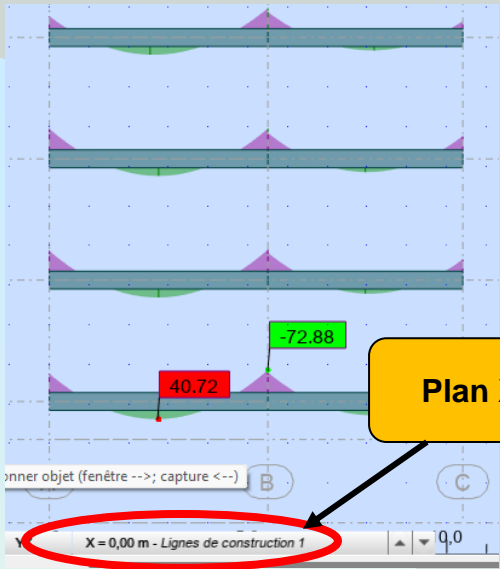 -72.88
40.72
Plan
onner objet (fenêtre -->; capture <--)
B
C
Y
X = 0,00 m - Lignes de construction 1
0,0